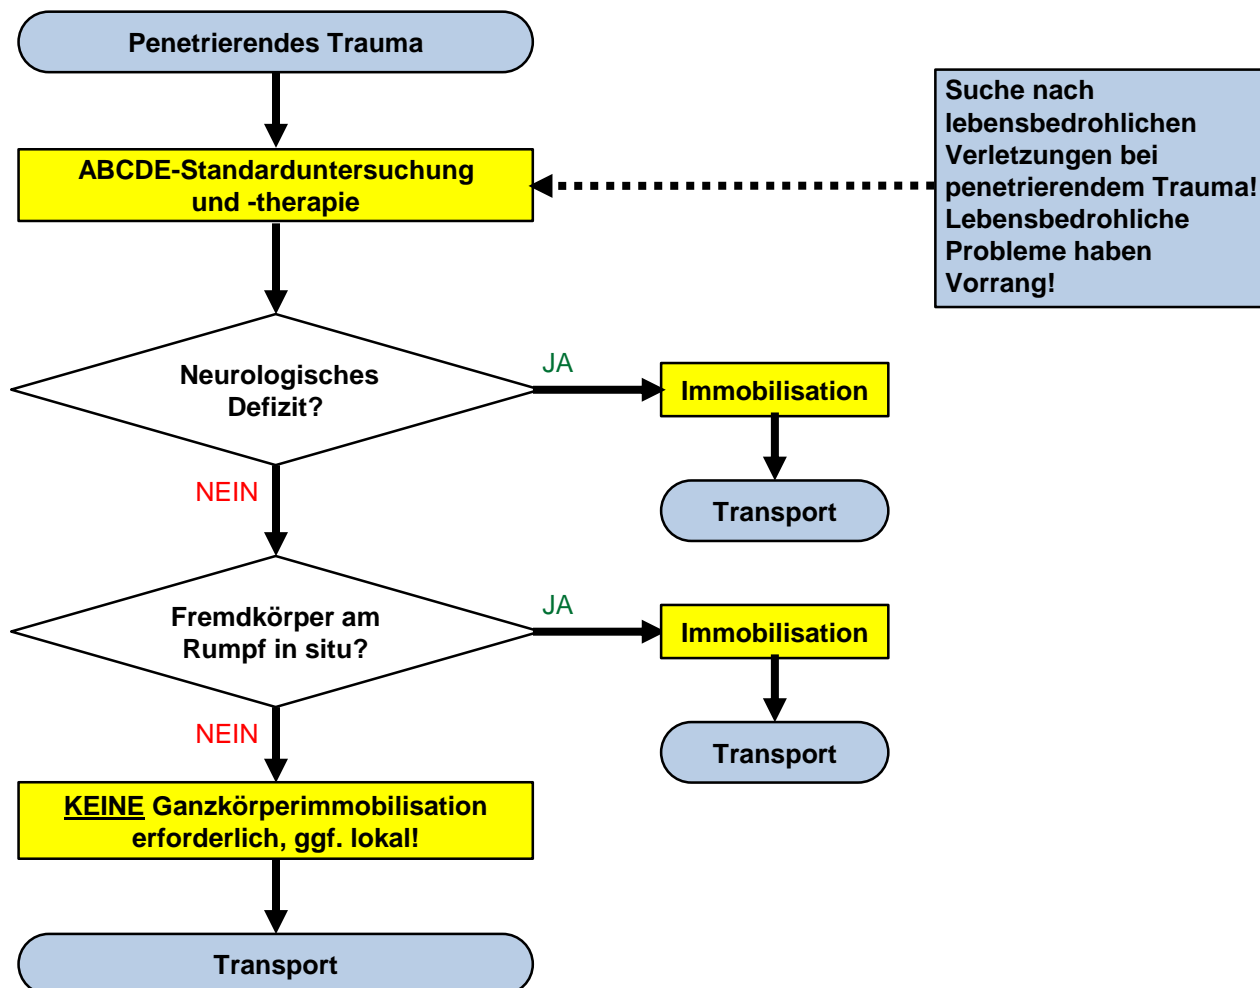 Penetrierendes Trauma
ABCDE-Standarduntersuchung
und -therapie
Suche nach
lebensbedrohlichen
Verletzungen bei
penetrierendem Trauma!
Lebensbedrohliche
Probleme haben
Vorrang!
Neurologisches
Defizit?
JA
Immobilisation
Transport
NEIN
Fremdkörper am
Rumpf in situ?
JA
Immobilisation
Transport
NEIN
KEINE Ganzkörperimmobilisation
erforderlich, ggf. lokal!
Transport